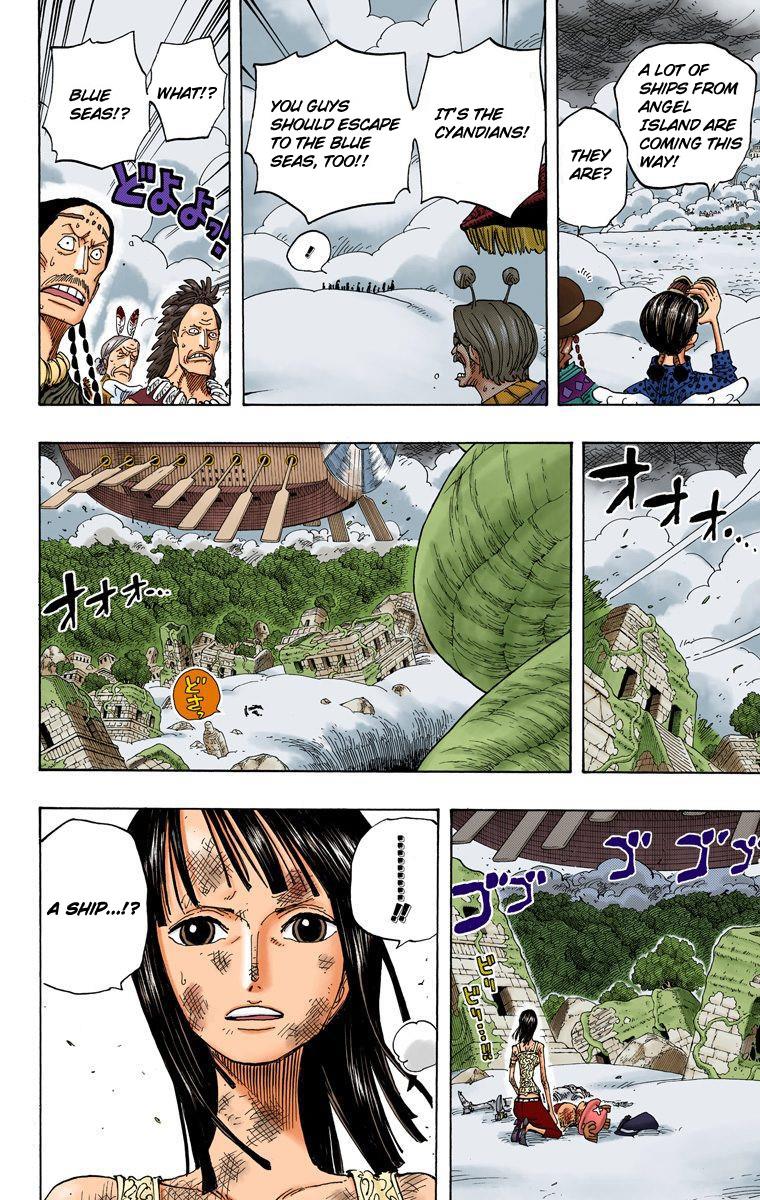 A LOT OF
SHIPS FROM
ANGEL
ISLAND ARE
COMING THIS
WAY!
THEY
ARE?
IT'S THE
CYANDIANS!
YOU GUYS
SHOULD ESCAPE
TO THE BLUE
SEAS, TOO!!
!
WHAT!?
BLUE
SEAS!?
どよよっ!
オオオ…
オオオ…
どさっ
ゴゴゴ
ゴゴ
ビリ
ビリ…!!
…………!!
A SHIP...!?